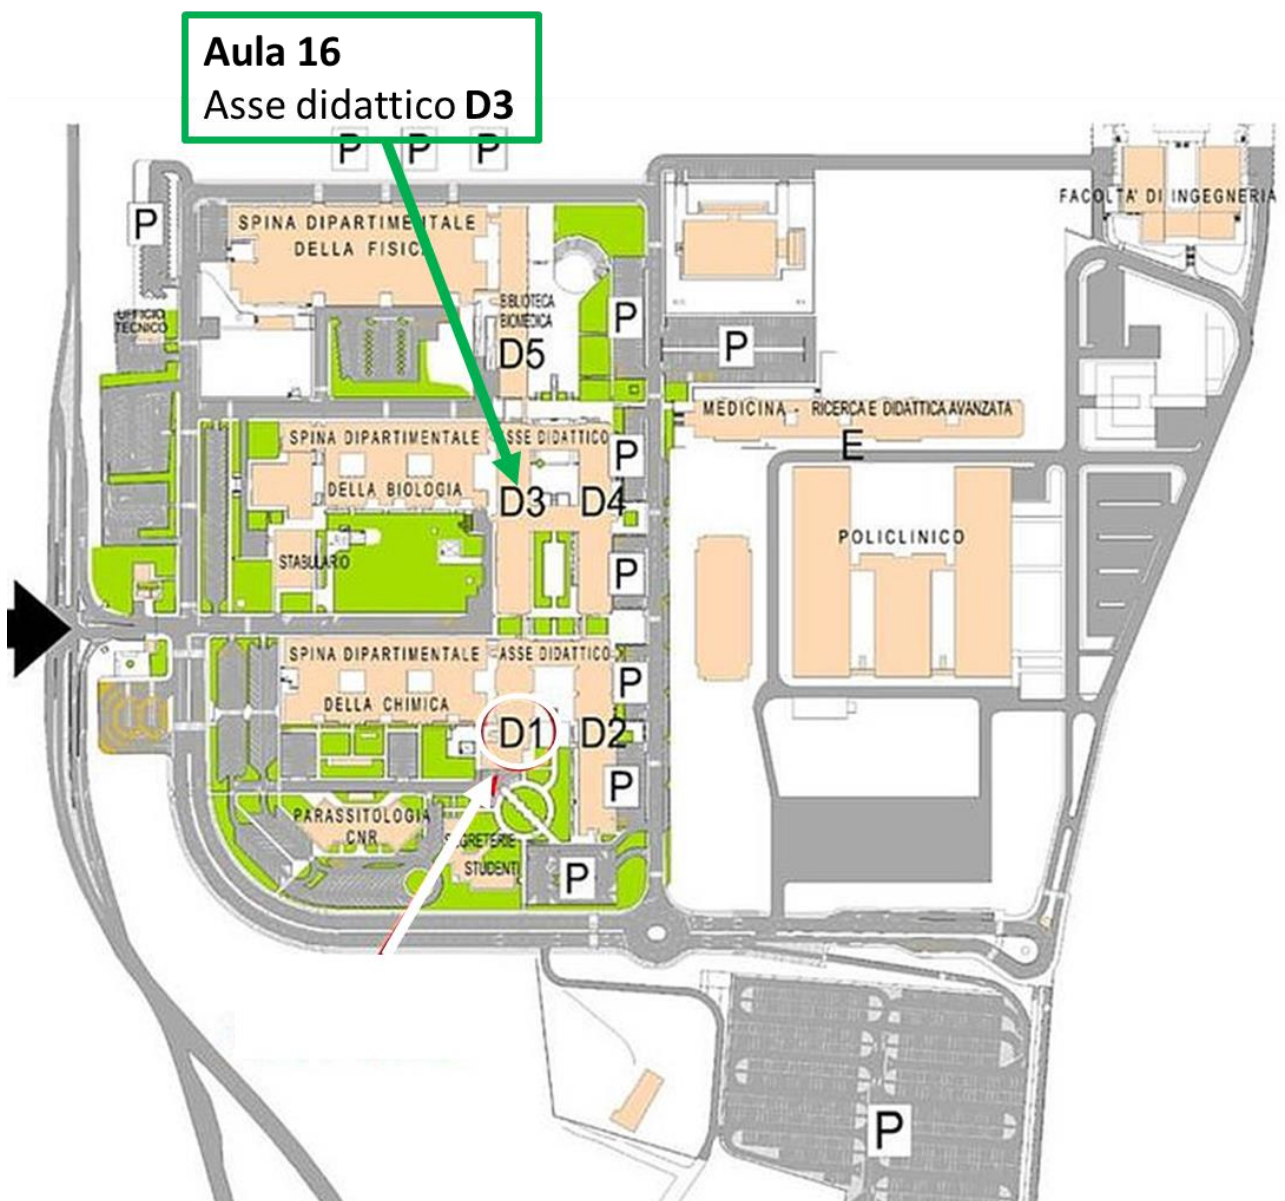 Aula 16
Asse didattico D3
P P P
FACOLTA' DI INGEGNERIA
P
SPINA DIPARTIMENTALE
DELLA FISICA
BIBLIOTECA
BIOMEDICA
P
UFFICIO
TECNICO
P
D5
MEDICINA - RICERCA E DIDATTICA AVANZATA
E
SPINA DIPARTIMENTALE
ASSE DIDATTICO
P
DELLA BIOLOGIA
D3
D4
POLICLINICO
STABULARIO
P
SPINA DIPARTIMENTALE
ASSE DIDATTICO
P
DELLA CHIMICA
D1
D2
P
PARASSITOLOGIA
CNR
SEGRETERIE
STUDENTI
P
P